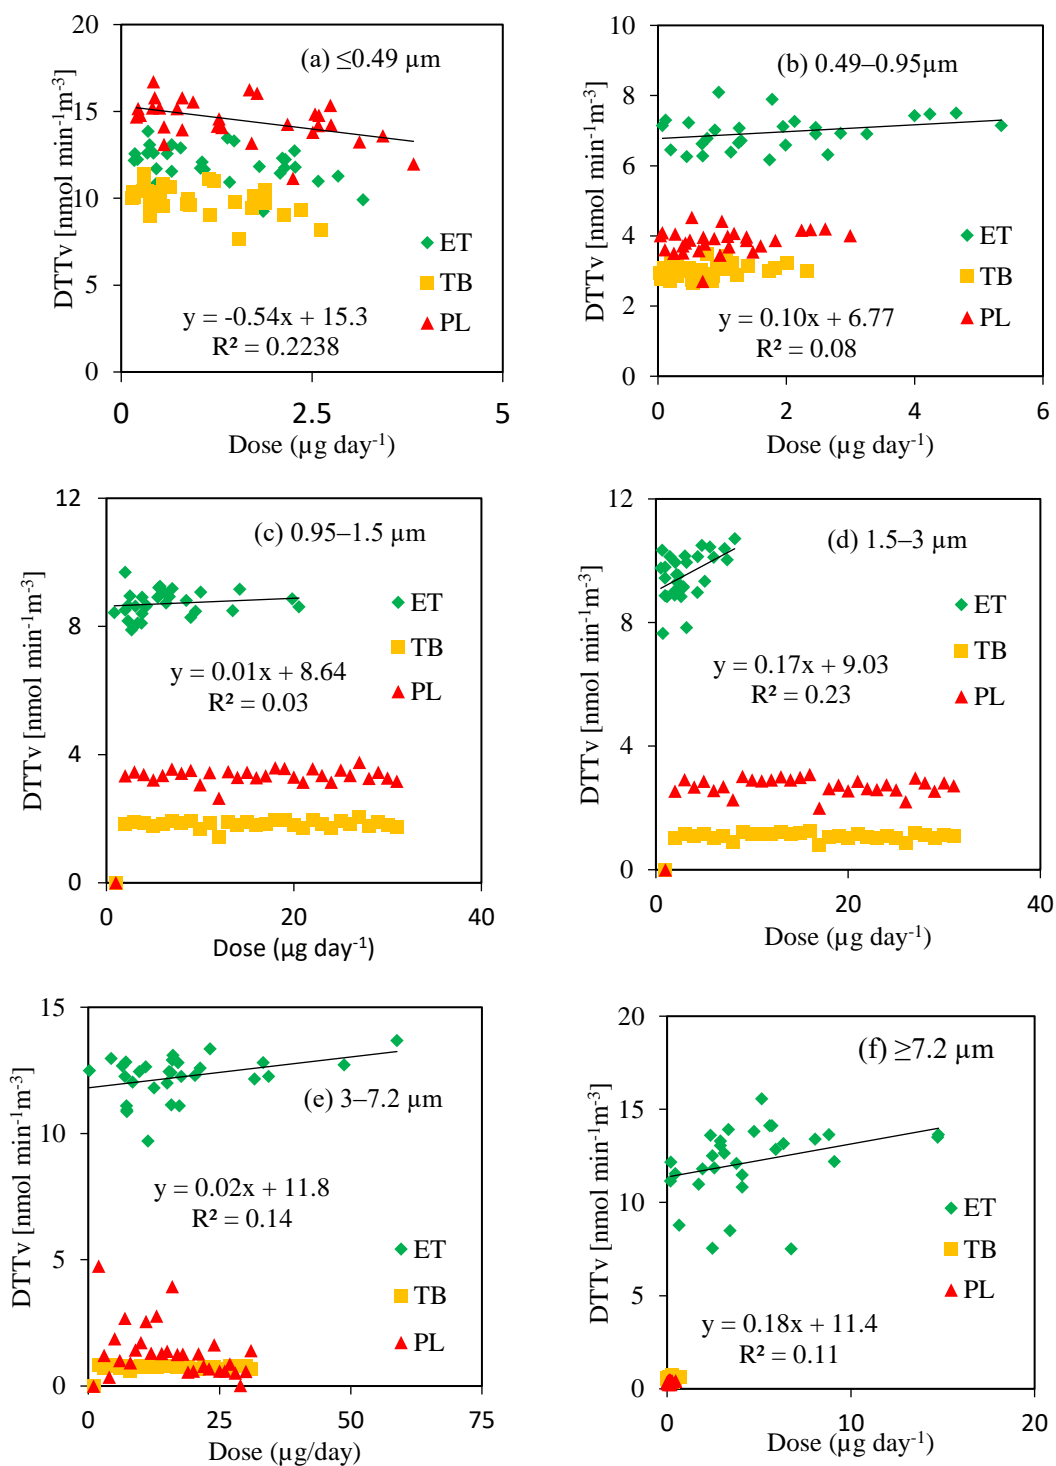 (a) ≤0.49 µm
DTTv [nmol min-1m-3]
20
15
10
5
0
ET
TB
PL
y = -0.54x + 15.3
R² = 0.2238
0 2.5 5
Dose (µg day-1)
(b) 0.49–0.95µm
DTTv [nmol min-1m-3]
10
8
6
4
2
0
ET
TB
PL
y = 0.10x + 6.77
R² = 0.08
0 2 4 6
Dose (µg day-1)
(c) 0.95–1.5 µm
DTTv [nmol min-1m-3]
12
8
4
0
ET
TB
PL
y = 0.01x + 8.64
R² = 0.03
0 20 40
Dose (µg day-1)
(d) 1.5–3 µm
DTTv [nmol min-1m-3]
12
8
4
0
ET
TB
PL
y = 0.17x + 9.03
R² = 0.23
0 20 40
Dose (µg day-1)
(e) 3–7.2 µm
DTTv [nmol min-1m-3]
15
10
5
0
ET
TB
PL
y = 0.02x + 11.8
R² = 0.14
0 25 50 75
Dose (µg/day)
(f) ≥7.2 µm
DTTv [nmol min-1m-3]
20
15
10
5
0
ET
TB
PL
y = 0.18x + 11.4
R² = 0.11
0 10 20
Dose (µg day-1)